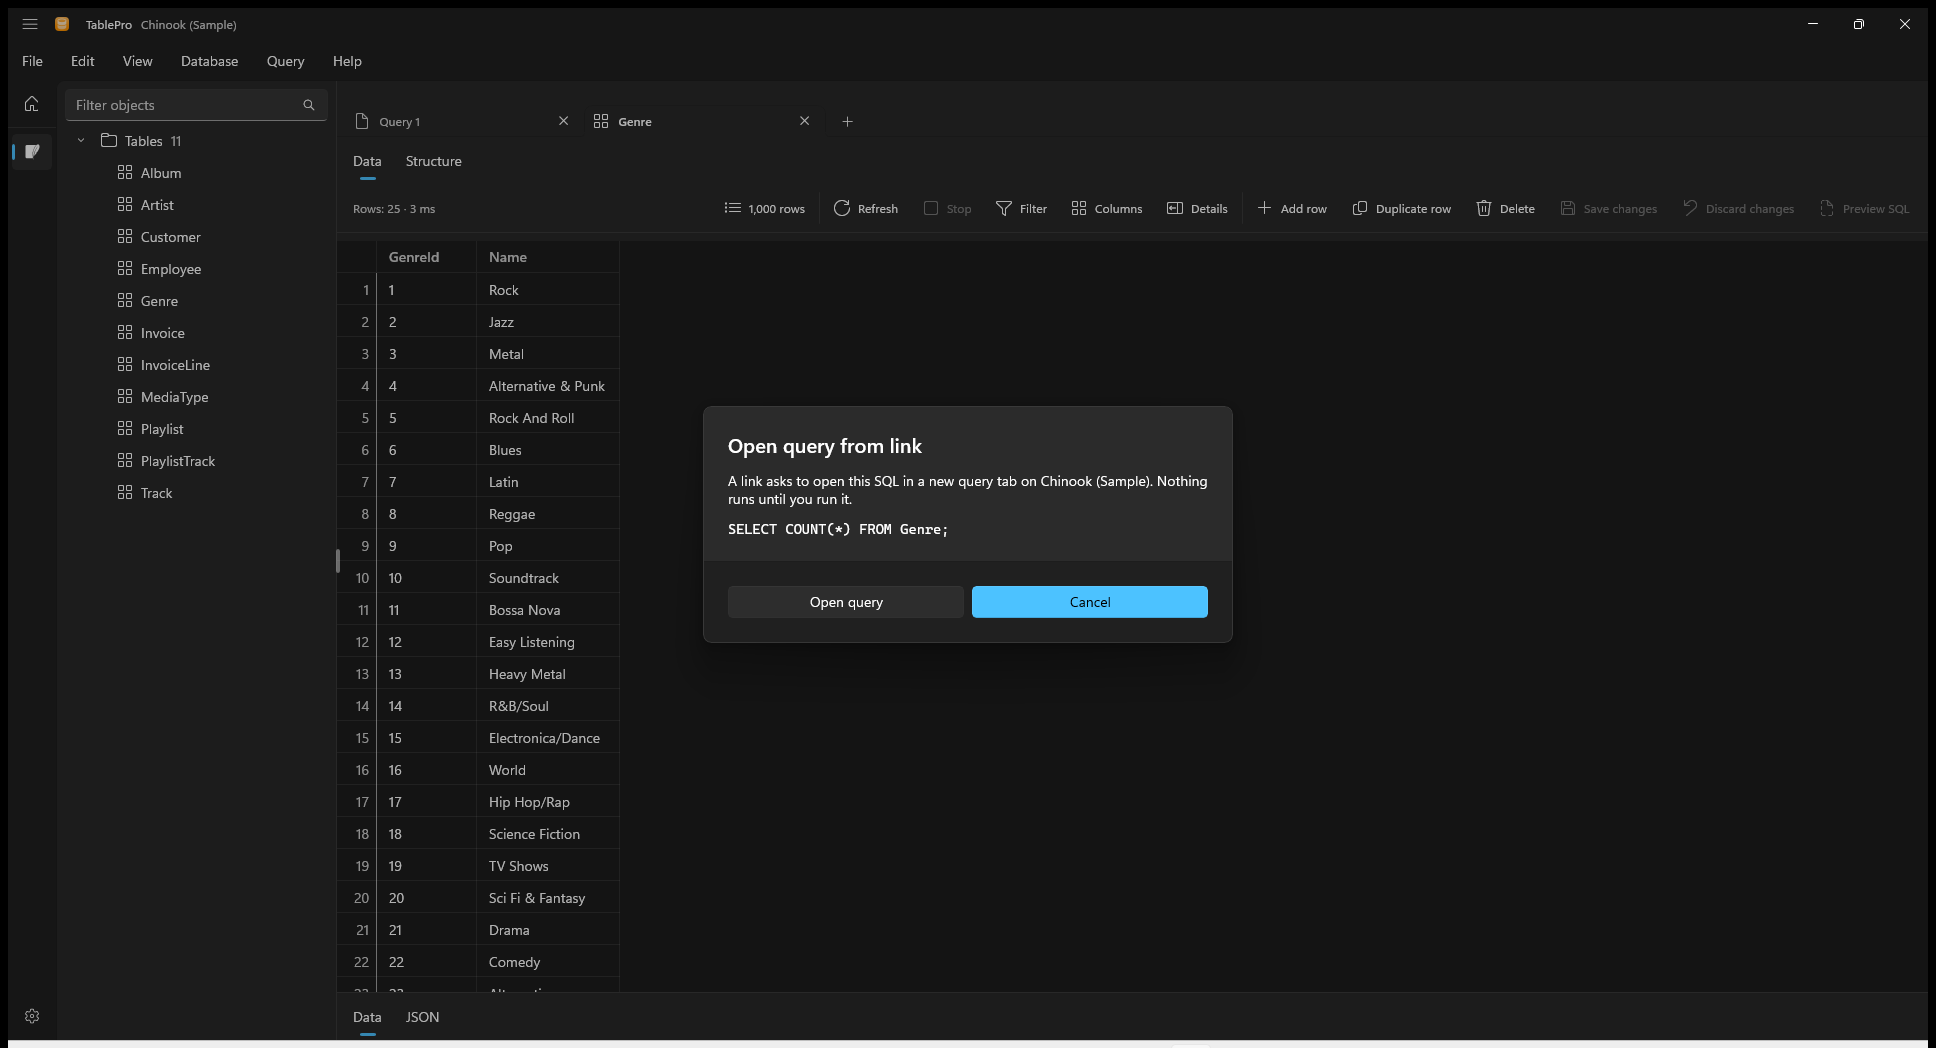 TablePro Chinook (Sample)
File Edit View Database Query Help
Filter objects
Tables 11
Album
Artist
Customer
Employee
Genre
Invoice
InvoiceLine
MediaType
Playlist
PlaylistTrack
Track
Query 1
Genre
Data Structure
Rows: 25 · 3 ms
1,000 rows Refresh Stop Filter Columns Details Add row Duplicate row Delete Save changes Discard changes Preview SQL
GenreId Name
1 1 Rock
2 2 Jazz
3 3 Metal
4 4 Alternative & Punk
5 5 Rock And Roll
6 6 Blues
7 7 Latin
8 8 Reggae
9 9 Pop
10 10 Soundtrack
11 11 Bossa Nova
12 12 Easy Listening
13 13 Heavy Metal
14 14 R&B/Soul
15 15 Electronica/Dance
16 16 World
17 17 Hip Hop/Rap
18 18 Science Fiction
19 19 TV Shows
20 20 Sci Fi & Fantasy
21 21 Drama
22 22 Comedy
Open query from link
A link asks to open this SQL in a new query tab on Chinook (Sample). Nothing
runs until you run it.
SELECT COUNT(*) FROM Genre;
Open query Cancel
Data JSON